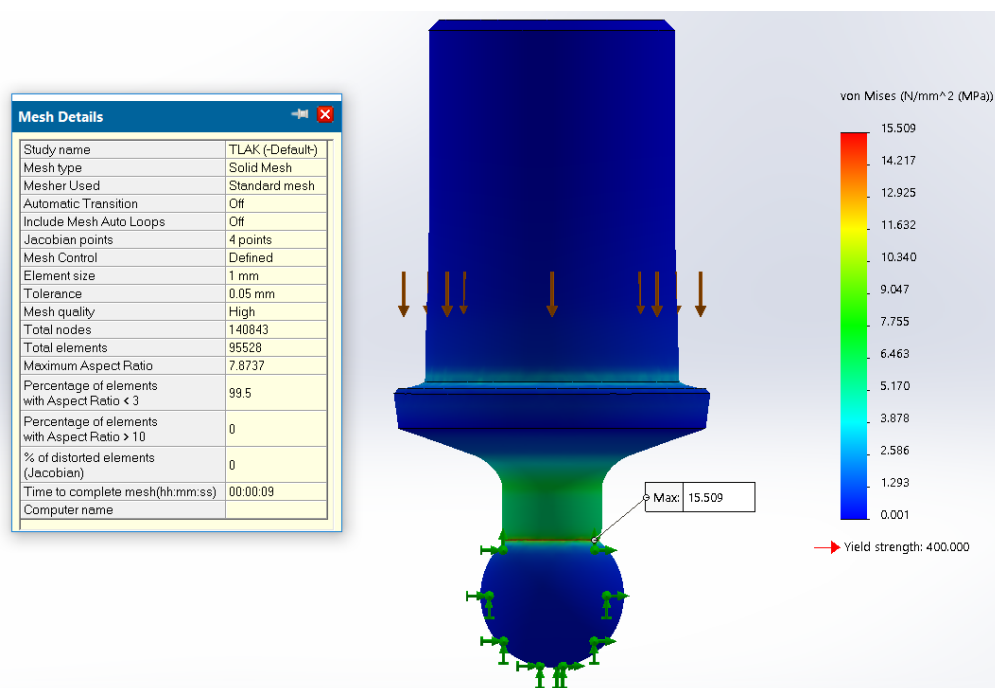 Mesh Details
Study name TLAK (-Default-)
Mesh type Solid Mesh
Mesher Used Standard mesh
Automatic Transition Off
Include Mesh Auto Loops Off
Jacobian points 4 points
Mesh Control Defined
Element size 1 mm
Tolerance 0.05 mm
Mesh quality High
Total nodes 140843
Total elements 95528
Maximum Aspect Ratio 7.8737
Percentage of elements
with Aspect Ratio < 3 99.5
Percentage of elements
with Aspect Ratio > 10 0
% of distorted elements
(Jacobian) 0
Time to complete mesh(hh:mm:ss) 00:00:09
Computer name
Max: 15.509
von Mises (N/mm^2 (MPa))
15.509
14.217
12.925
11.632
10.340
9.047
7.755
6.463
5.170
3.878
2.586
1.293
0.001
Yield strength: 400.000